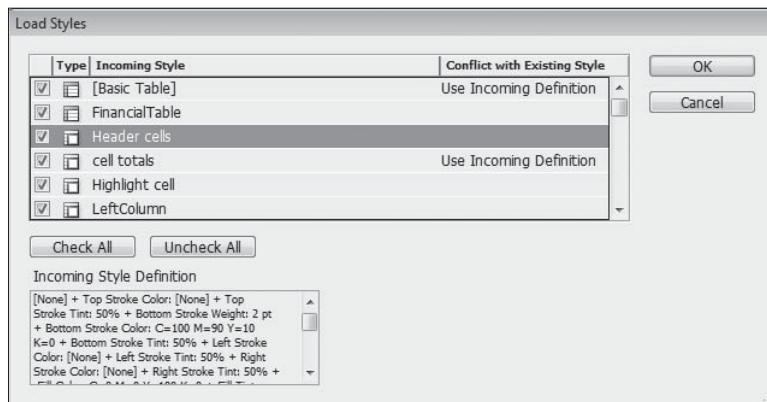 Load Styles
Type Incoming Style Conflict with Existing Style
[Basic Table] Use Incoming Definition
FinancialTable
Header cells
cell totals Use Incoming Definition
Highlight cell
LeftColumn
OK
Cancel
Check All Uncheck All
Incoming Style Definition
[None] + Top Stroke Color: [None] + Top
Stroke Tint: 50% + Bottom Stroke Weight: 2 pt
+ Bottom Stroke Color: C=100 M=90 Y=10
K=0 + Bottom Stroke Tint: 50% + Left Stroke
Color: [None] + Left Stroke Tint: 50% + Right
Stroke Color: [None] + Right Stroke Tint: 50% +